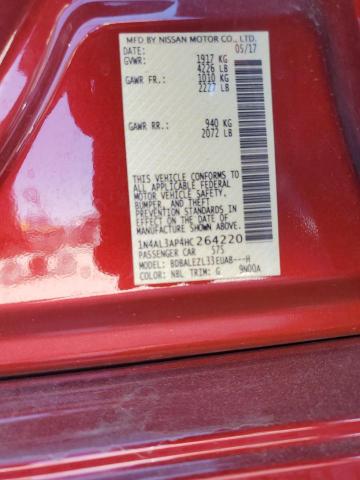 MFD BY NISSAN MOTOR CO., LTD.
DATE: 05/17
GVWR: 1917 KG
4226 LB
GAWR FR: 1010 KG
2227 LB
GAWR RR: 940 KG
2072 LB
THIS VEHICLE CONFORMS TO
ALL APPLICABLE FEDERAL
MOTOR VEHICLE SAFETY,
BUMPER, AND THEFT
PREVENTION STANDARDS IN
EFFECT ON THE DATE OF
MANUFACTURE SHOWN ABOVE.
1N4AL3AP4HC264220
PASSENGER CAR 575
MODEL: BDBALEZL33EUAB---H
COLOR: NBL TRIM: G 9N00A